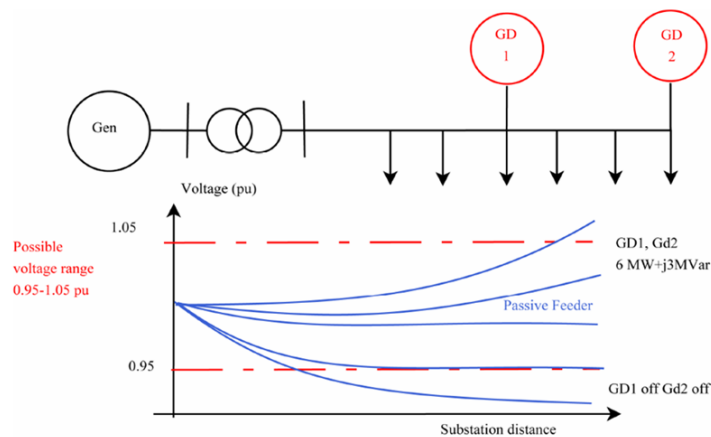 GD
1
GD
2
Gen
Voltage (pu)
1.05
Possible
voltage range
0.95-1.05 pu
GD1, Gd2
6 MW+j3MVar
Passive Feeder
0.95
GD1 off Gd2 off
Substation distance